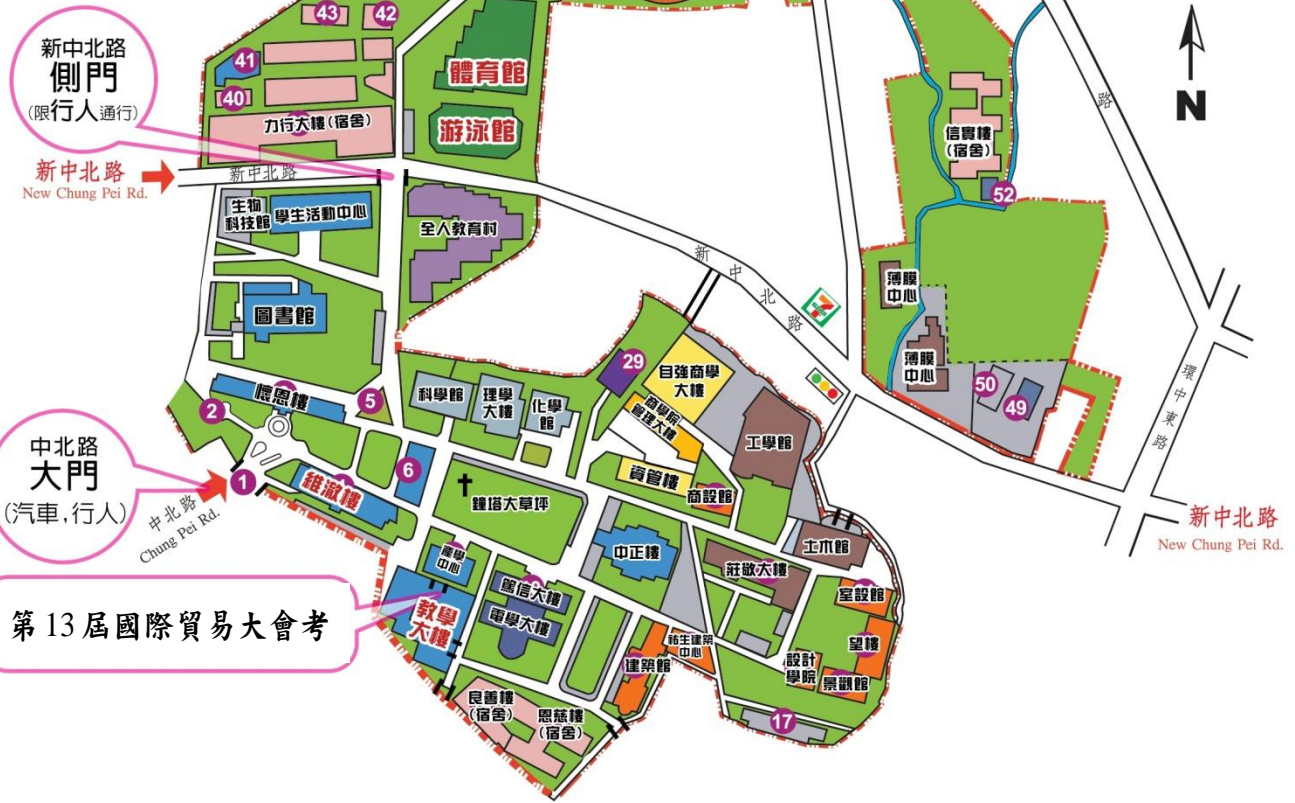 43
42
新中北路
側門
(限行人通行)
41
40
體育館
游泳館
力行大樓(宿舍)
N
路
信實樓
(宿舍)
52
新中北路
New Chung Pei Rd.
新中北路
生物
科技館
學生活動中心
全人教育村
新中北路
7
ELEVEN
薄膜
中心
薄膜
中心
圖書館
29
自強商學
大樓
商學院
管理大樓
50
49
環中東路
懷恩樓
科學館
理學
大樓
化學
館
2
5
工學館
中北路
大門
(汽車,行人)
1
中北路
Chung Pei Rd.
維澈樓
6
鐘塔大草坪
資管樓
商設館
新中北路
New Chung Pei Rd.
產學
中心
中正樓
土木館
莊敬大樓
第13屆國際貿易大會考
教學
大樓
篤信大樓
電學大樓
室設館
祐生建築
中心
建築館
望樓
設計
學院
景觀館
良善樓
(宿舍)
恩慈樓
(宿舍)
17